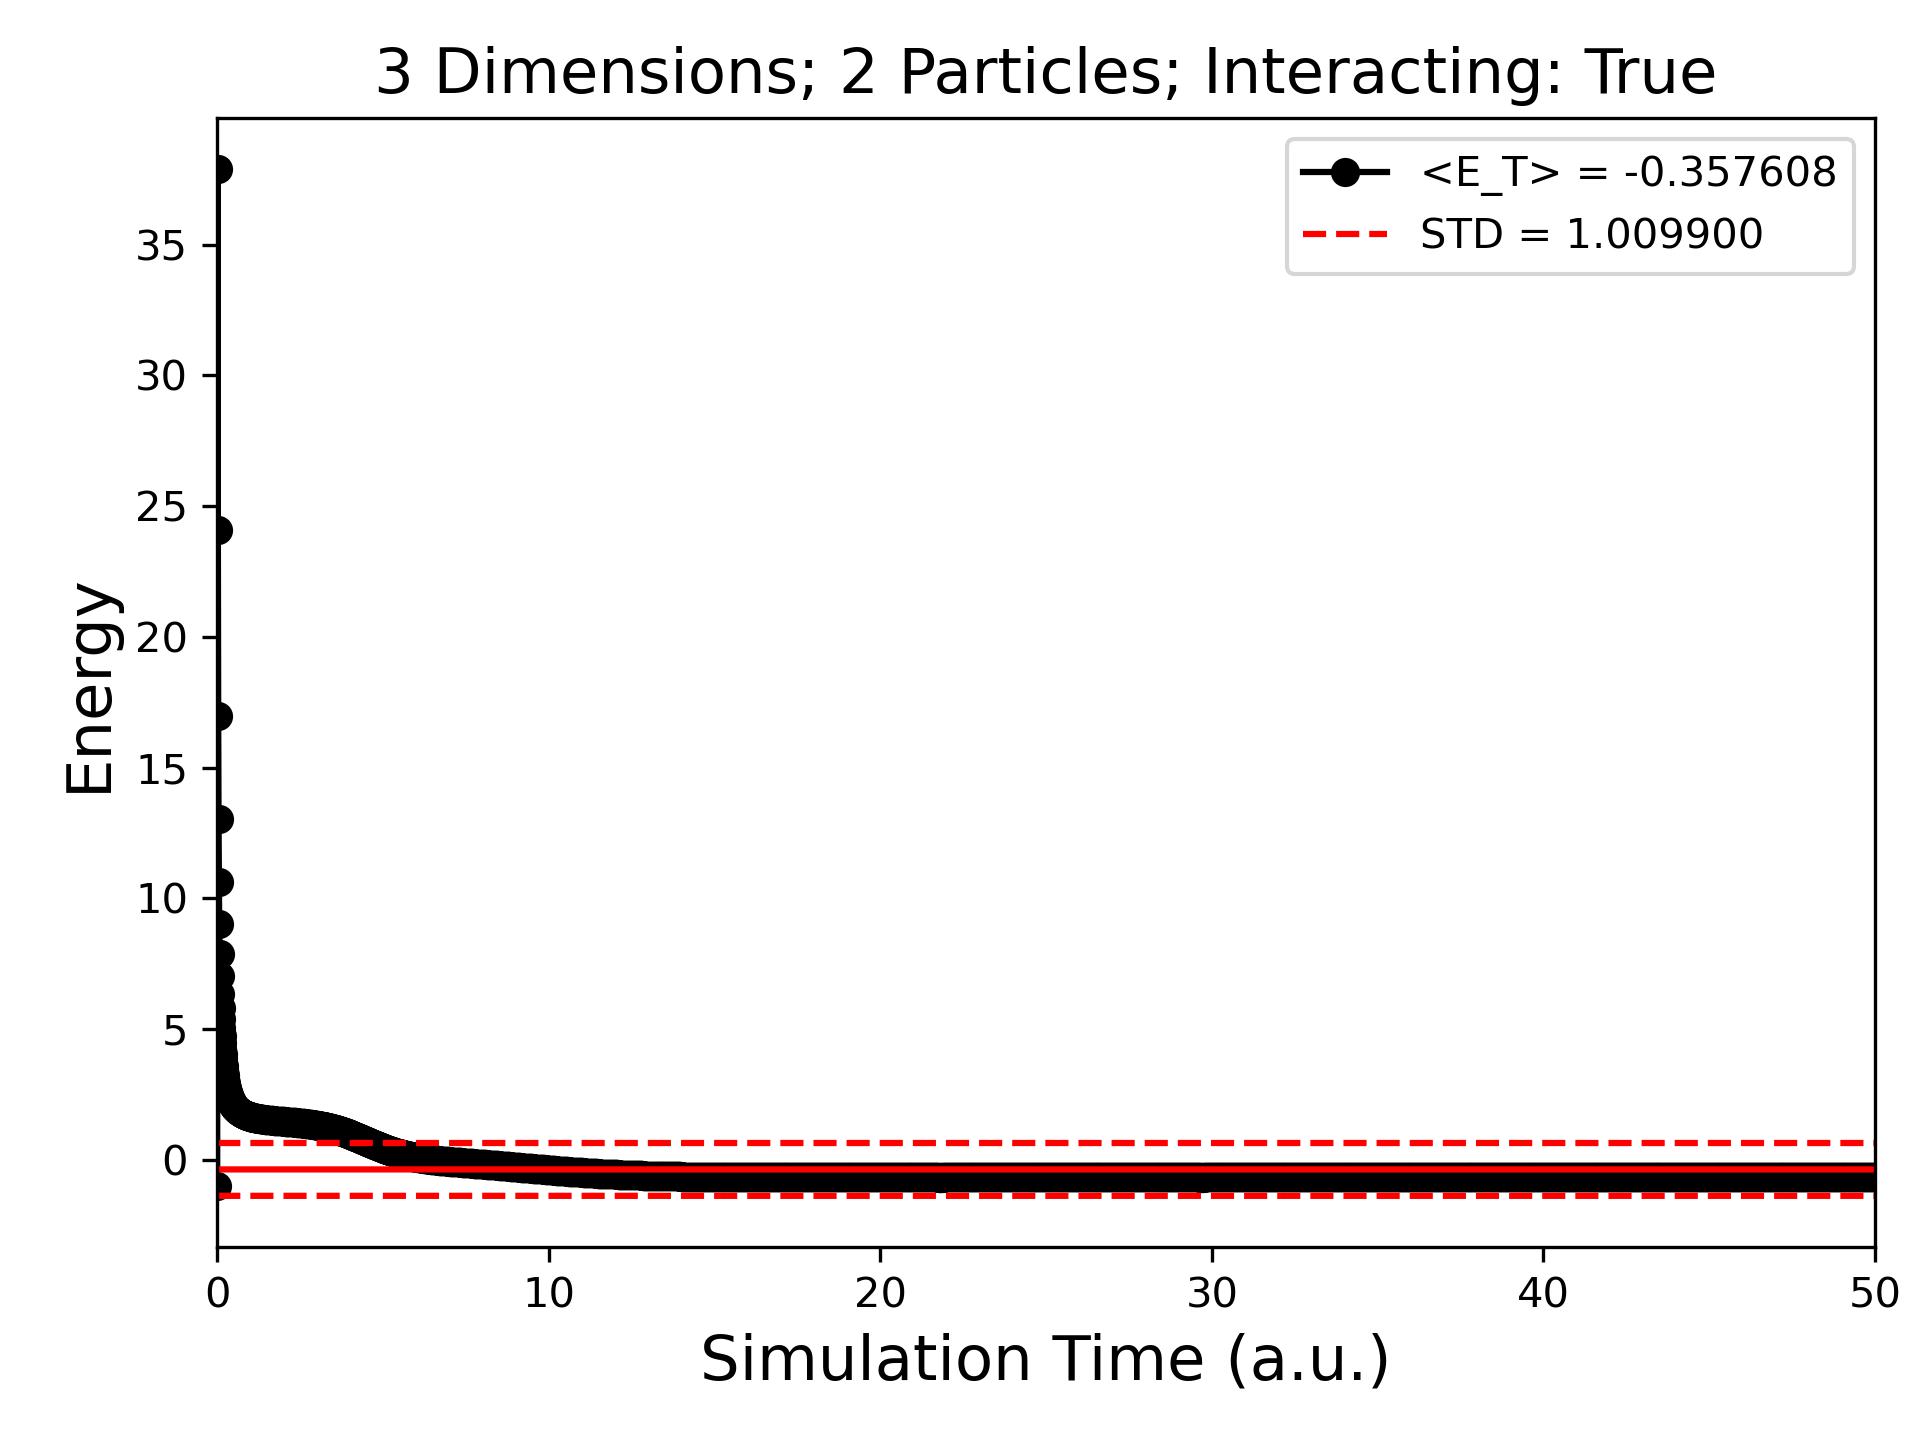 3 Dimensions; 2 Particles; Interacting: True
<E_T> = -0.357608
STD = 1.009900
Energy
35
30
25
20
15
10
5
0
0 10 20 30 40 50
Simulation Time (a.u.)